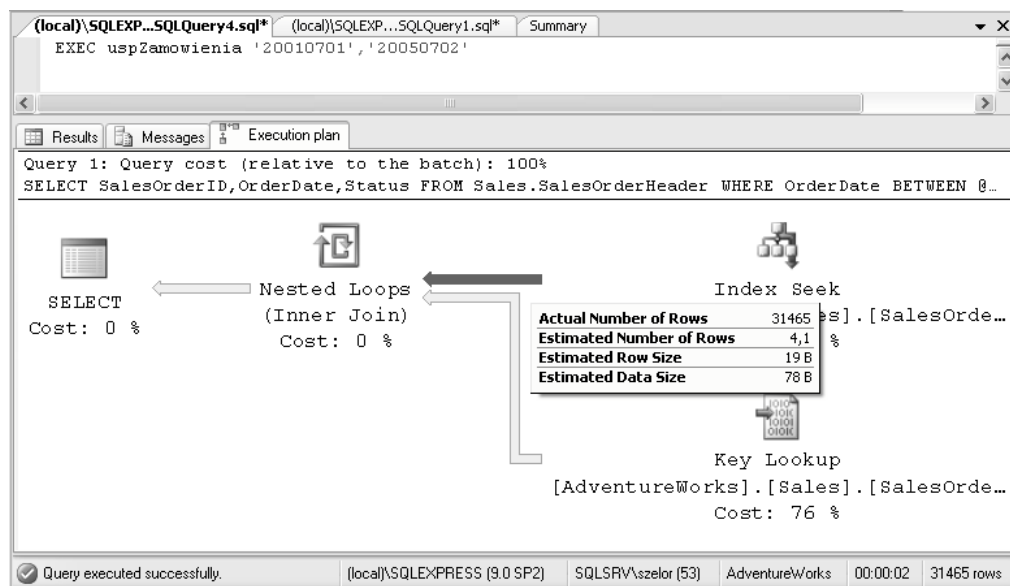 (local)\SQLEXP...SQLQuery4.sql* (local)\SQLEXP...SQLQuery1.sql* Summary
EXEC uspZamowienia '20010701','20050702'
Results Messages Execution plan
Query 1: Query cost (relative to the batch): 100%
SELECT SalesOrderID,OrderDate,Status FROM Sales.SalesOrderHeader WHERE OrderDate BETWEEN @…
SELECT
Cost: 0 %
Nested Loops
(Inner Join)
Cost: 0 %
Index Seek
es].[SalesOrde…
%
Actual Number of Rows 31465
Estimated Number of Rows 4,1
Estimated Row Size 19 B
Estimated Data Size 78 B
Key Lookup
[AdventureWorks].[Sales].[SalesOrde…
Cost: 76 %
Query executed successfully. (local)\SQLEXPRESS (9.0 SP2) SQLSRV\szelor (53) AdventureWorks 00:00:02 31465 rows